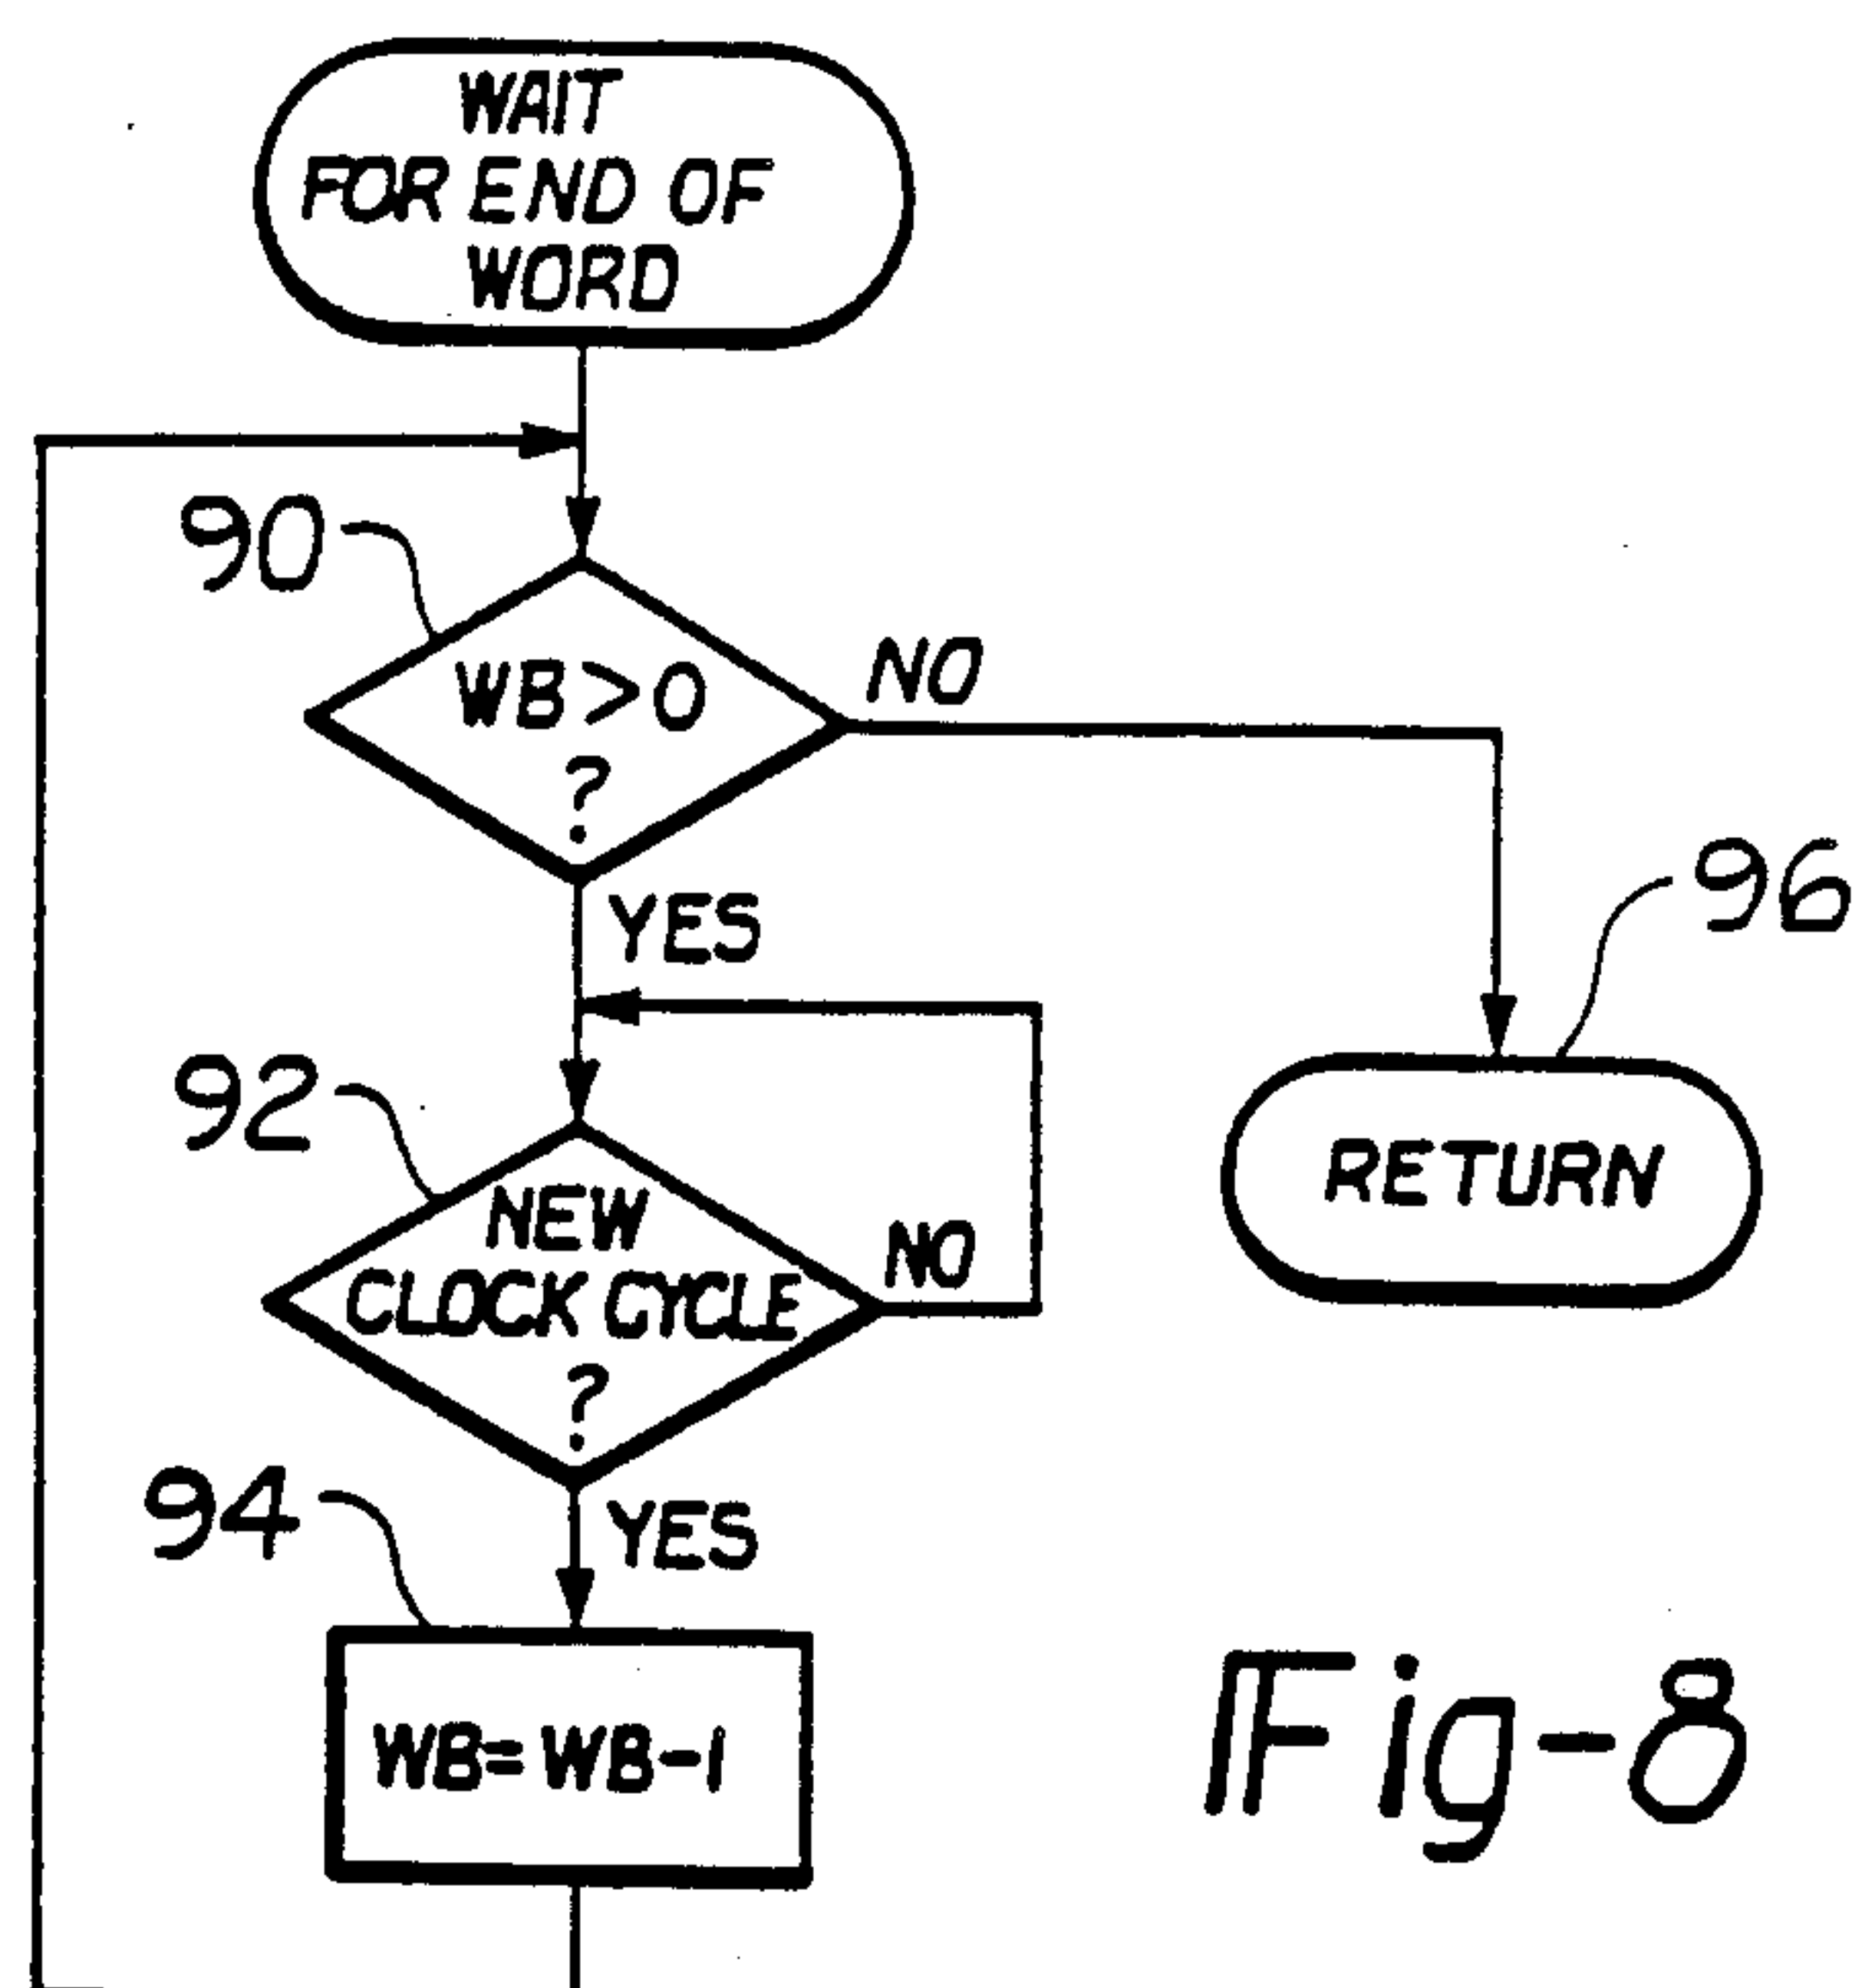 WAIT
FOR END OF
WORD
90
WB>0
?
NO
YES
96
92
NEW
CLOCK CYCLE
?
NO
RETURN
94
YES
WB=WB-1
Fig-8